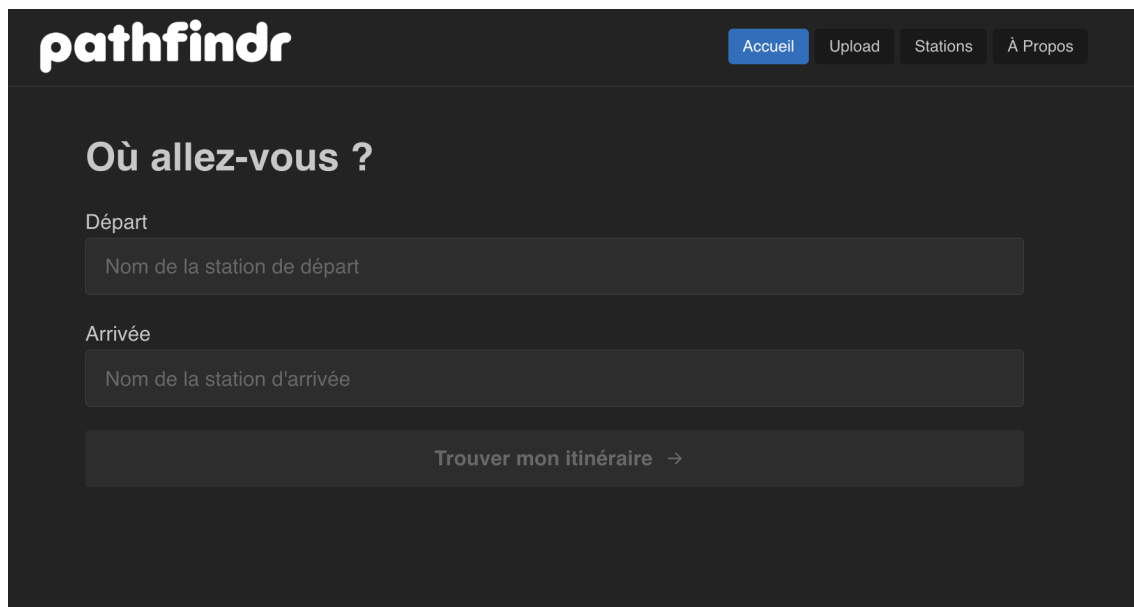 pathfindr
Accueil Upload Stations À Propos
Où allez-vous ?
Départ
Nom de la station de départ
Arrivée
Nom de la station d'arrivée
Trouver mon itinéraire →